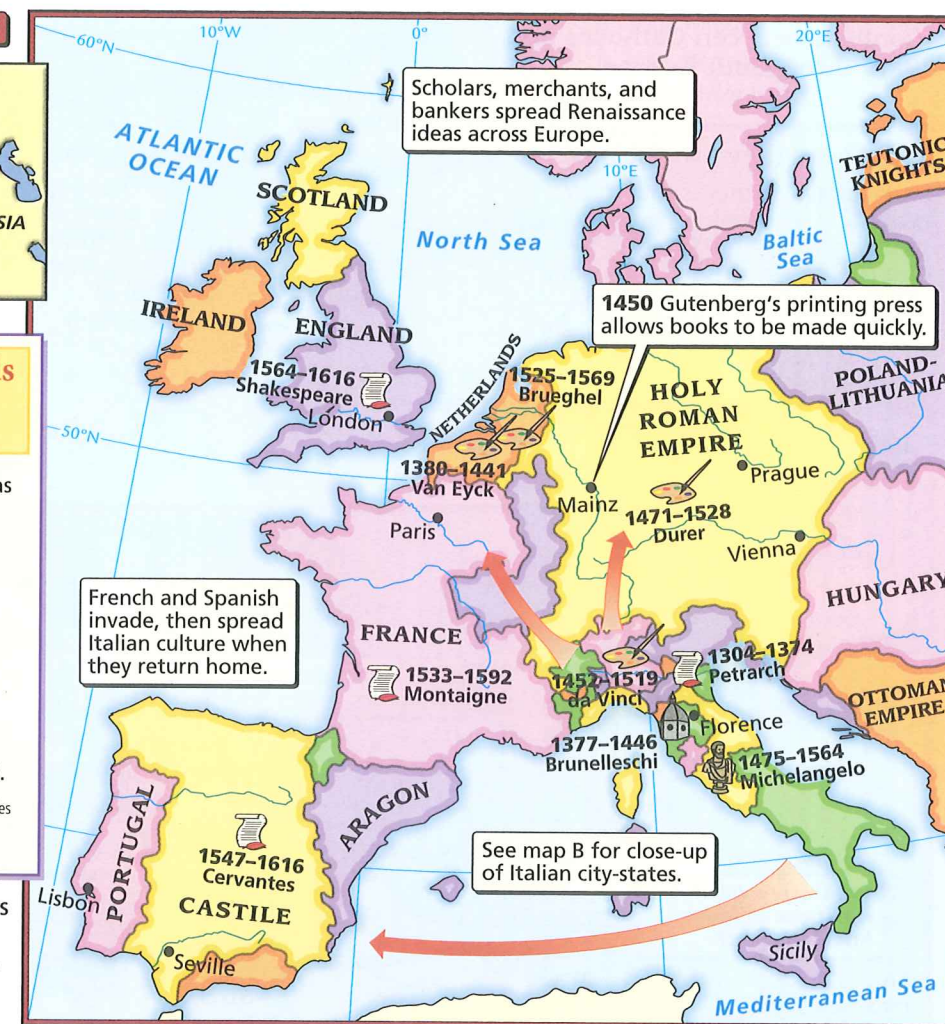 60°N
10°W
0°
20°E
Scholars, merchants, and
bankers spread Renaissance
ideas across Europe.
ATLANTIC
OCEAN
10°E
TEUTONIC
KNIGHTS
SIA
SCOTLAND
North Sea
Baltic
Sea
1450 Gutenberg's printing press
allows books to be made quickly.
IRELAND
ENGLAND
1564–1616
Shakespeare
London
NETHERLANDS
1525–1569
Brueghel
HOLY
ROMAN
EMPIRE
POLAND-
LITHUANIA
50°N
1380–1441
Van Eyck
Prague
Mainz
1471–1528
Durer
Paris
Vienna
HUNGARY
French and Spanish
invade, then spread
Italian culture when
they return home.
FRANCE
1533–1592
Montaigne
1452–1519
da Vinci
1304–1374
Petrarch
OTTOMAN
EMPIRE
Florence
1377–1446
Brunelleschi
1475–1564
Michelangelo
PORTUGAL
ARAGON
1547–1616
Cervantes
See map B for close-up
of Italian city-states.
Lisbon
CASTILE
Seville
Sicily
Mediterranean Sea